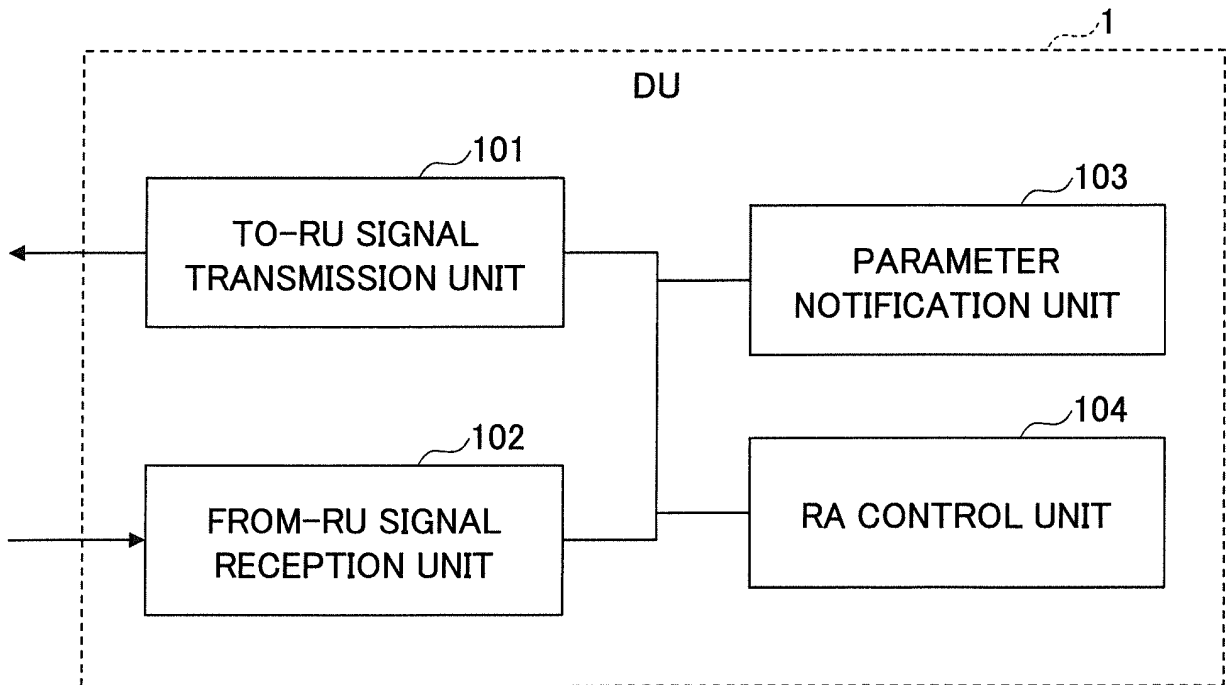 1
DU
101
TO-RU SIGNAL
TRANSMISSION UNIT
103
PARAMETER
NOTIFICATION UNIT
102
FROM-RU SIGNAL
RECEPTION UNIT
104
RA CONTROL UNIT